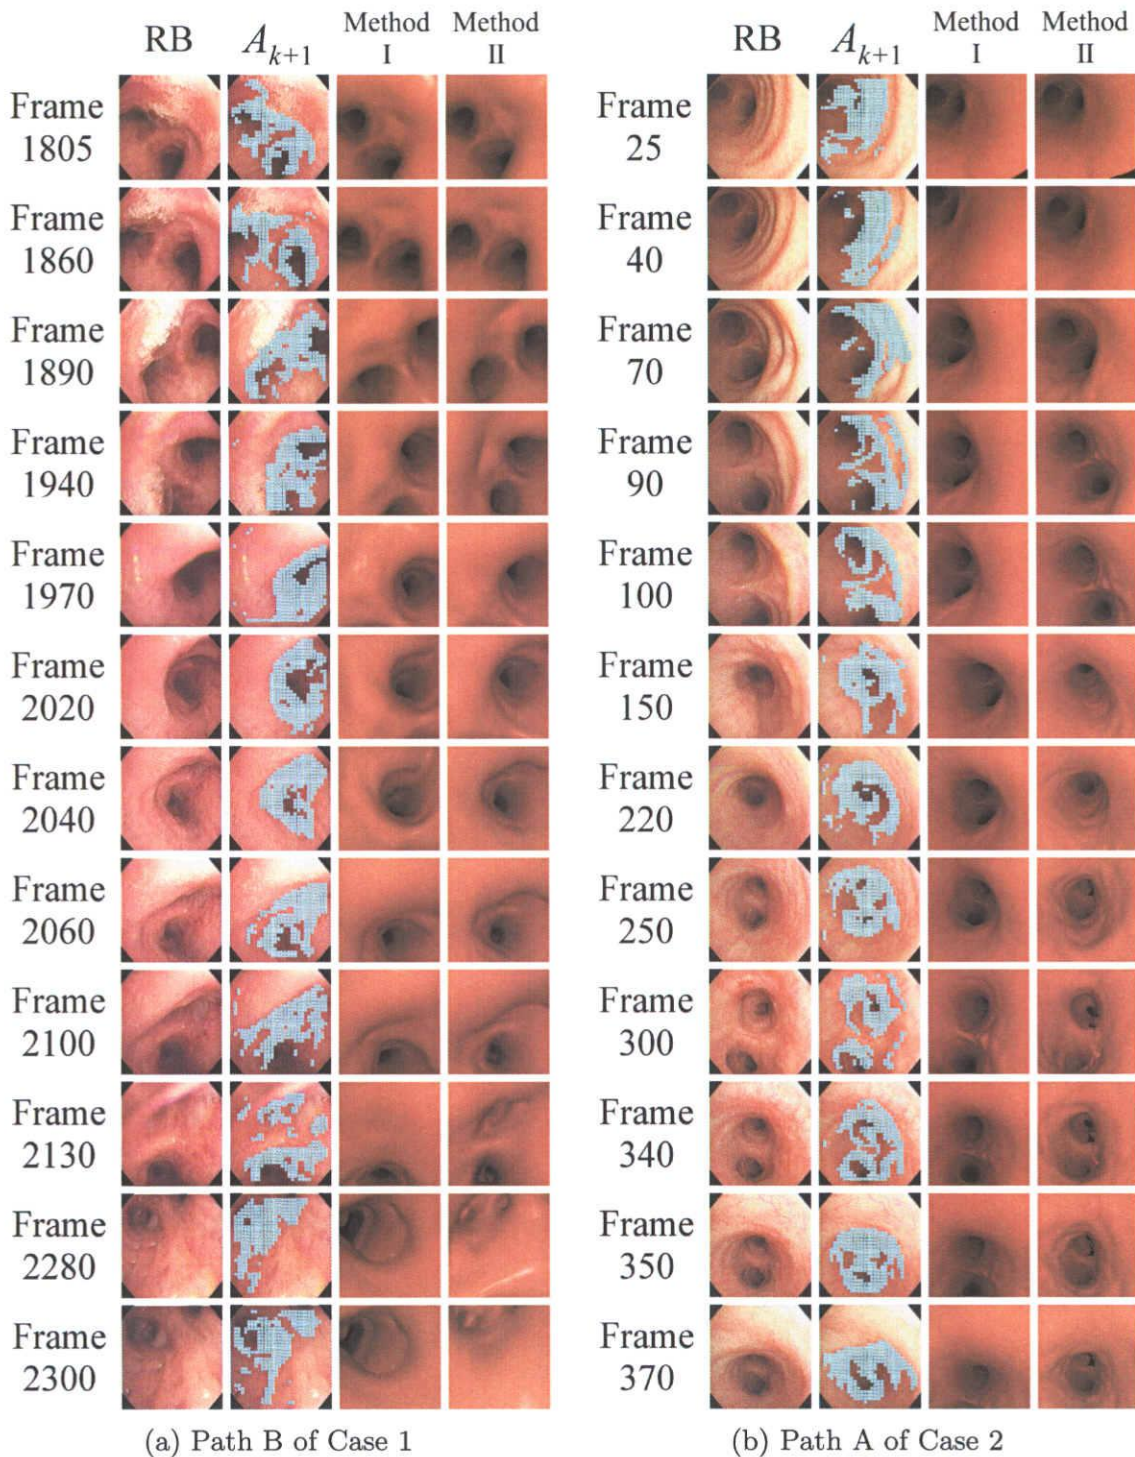 RB A_{k+1} Method I Method II
Frame 1805
Frame 1860
Frame 1890
Frame 1940
Frame 1970
Frame 2020
Frame 2040
Frame 2060
Frame 2100
Frame 2130
Frame 2280
Frame 2300
(a) Path B of Case 1
RB A_{k+1} Method I Method II
Frame 25
Frame 40
Frame 70
Frame 90
Frame 100
Frame 150
Frame 220
Frame 250
Frame 300
Frame 340
Frame 350
Frame 370
(b) Path A of Case 2